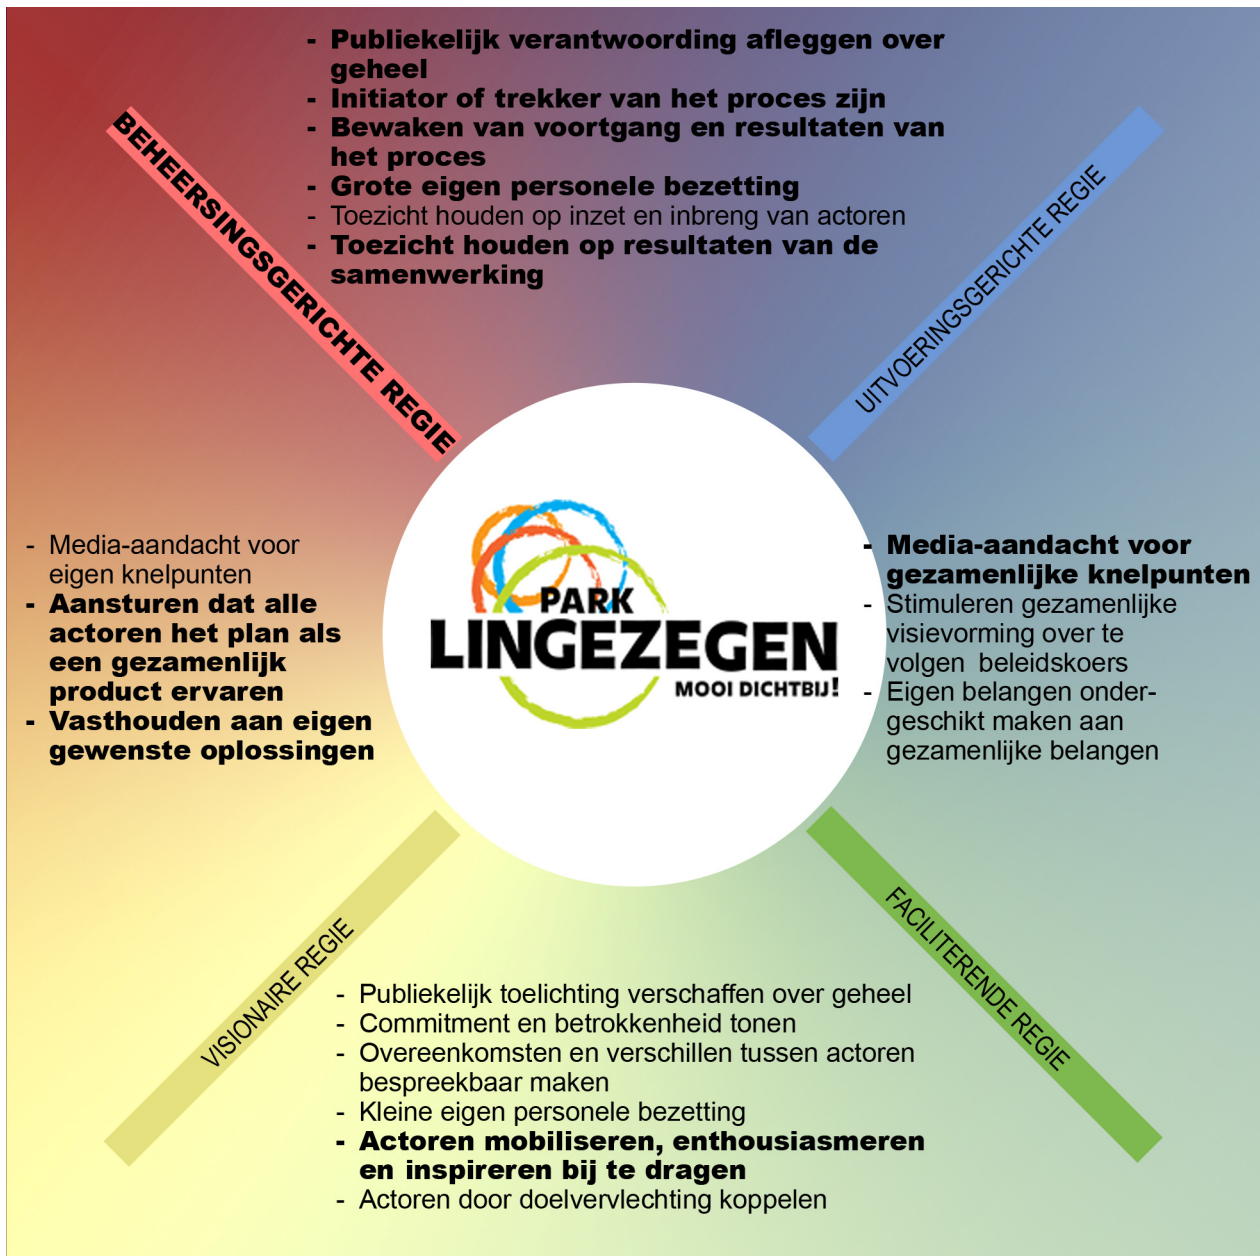 - Publiekelijk verantwoording afleggen over
geheel
- Initiator of trekker van het proces zijn
- Bewaken van voortgang en resultaten van
het proces
- Grote eigen personele bezetting
- Toezicht houden op inzet en inbreng van actoren
- Toezicht houden op resultaten van de
samenwerking
BEHEERSINGSGERICHTE REGIE
UITVOERINGSGERICHTE REGIE
- Media-aandacht voor
eigen knelpunten
- Aansturen dat alle
actoren het plan als
een gezamenlijk
product ervaren
- Vasthouden aan eigen
gewenste oplossingen
PARK
LINGEZEGEN
MOOI DICHTBIJ!
- Media-aandacht voor
gezamenlijke knelpunten
- Stimuleren gezamenlijke
visievorming over te
volgen beleidskoers
- Eigen belangen onder-
geschikt maken aan
gezamenlijke belangen
VISIONAIRE REGIE
FACILITERENDE REGIE
- Publiekelijk toelichting verschaffen over geheel
- Commitment en betrokkenheid tonen
- Overeenkomsten en verschillen tussen actoren
bespreekbaar maken
- Kleine eigen personele bezetting
- Actoren mobiliseren, enthousiasmeren
en inspireren bij te dragen
- Actoren door doelvervlechting koppelen